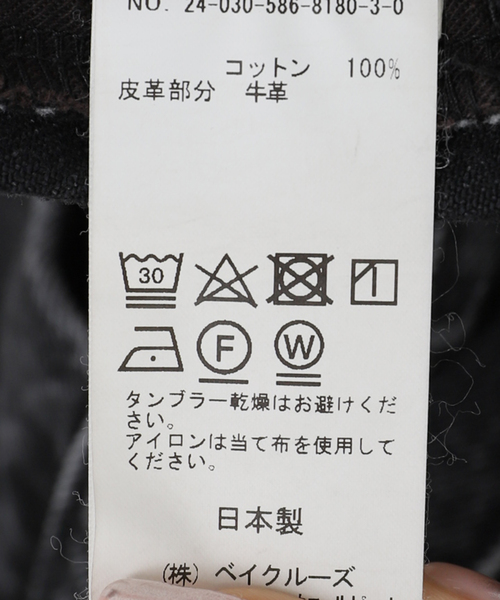 NO. 24-030-586-8180-3-0
コットン 100%
皮革部分 牛革
30
F
W
タンブラー乾燥はお避けくだ
さい。
アイロンは当て布を使用して
ください。
日本製
(株) ベイクルーズ